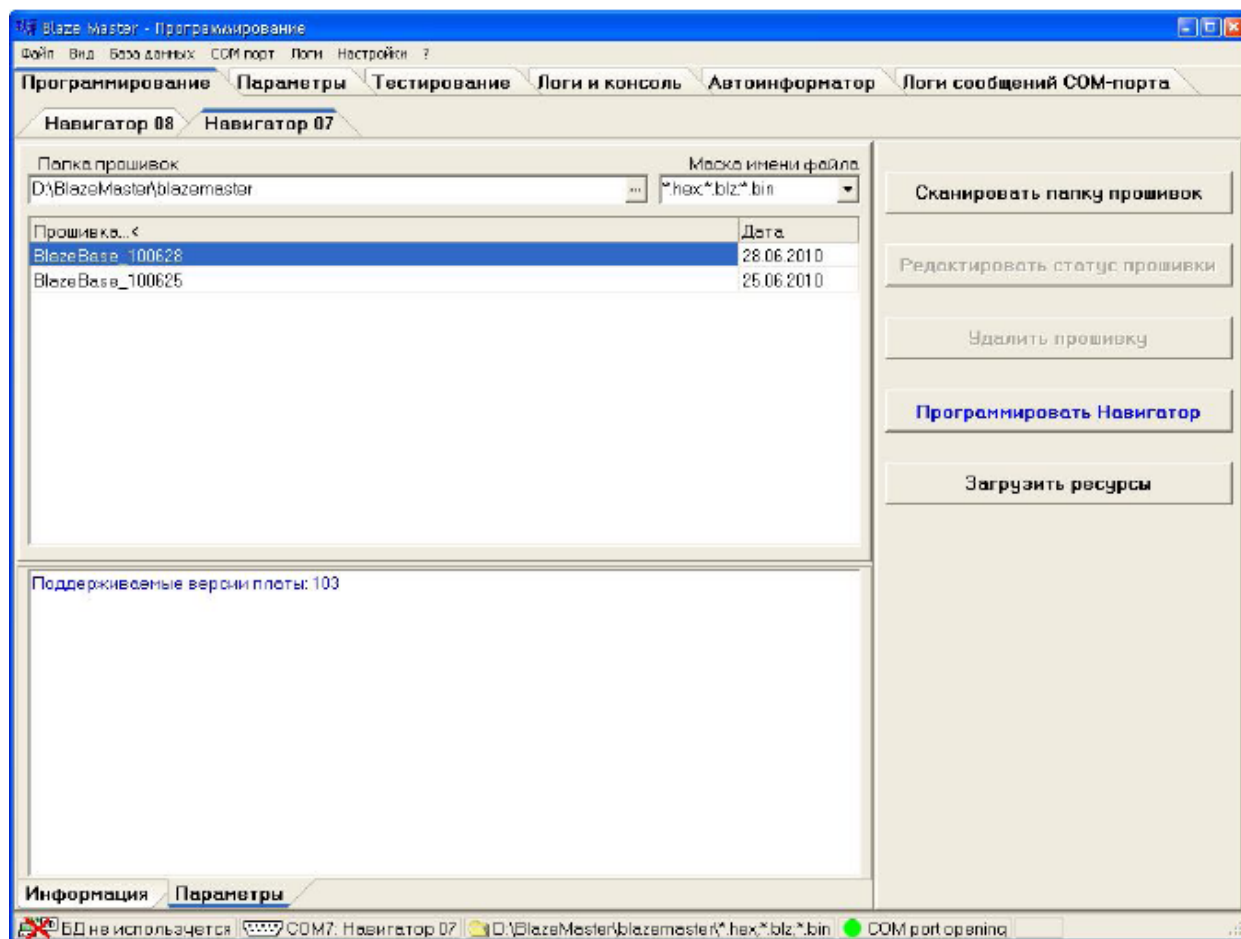 Blaze Master - Программирование
Файл Вид База данных COM порт Логи Настройки ?
Программирование Параметры Тестирование Логи и консоль Автоинформатор Логи сообщений COM-порта
Навигатор 08 Навигатор 07
Папка прошивок Маска имени файла
D:\BlazeMaster\blazemaster ... *.hex;*.blz;*.bin
Сканировать папку прошивок
Прошивка...< Дата
BlazeBase_100628 28.06.2010
BlazeBase_100625 25.06.2010
Редактировать статус прошивки
Удалить прошивку
Программировать Навигатор
Загрузить ресурсы
Поддерживаемые версии платы: 103
Информация Параметры
БД не используется COM7: Навигатор 07 D:\BlazeMaster\blazemaster\*.hex;*.blz;*.bin COM port opening